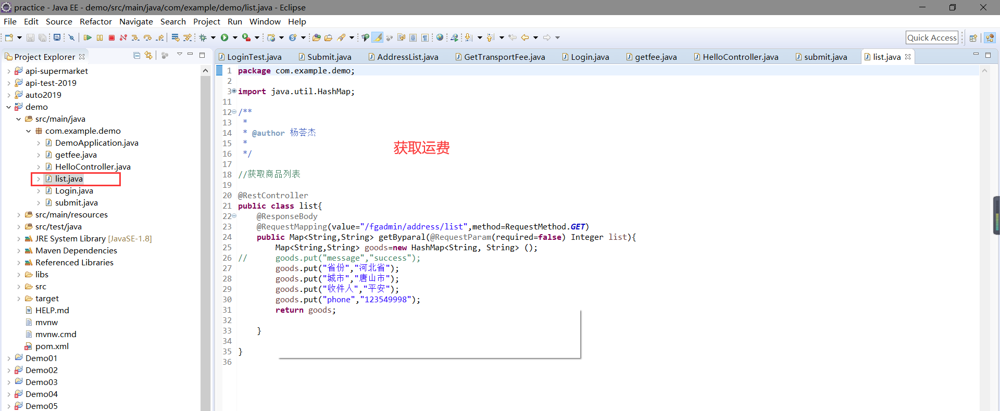 practice - Java EE - demo/src/main/java/com/example/demo/list.java - Eclipse
File Edit Source Refactor Navigate Search Project Run Window Help
Quick Access
Project Explorer
api-supermarket
api-test-2019
auto2019
demo
src/main/java
com.example.demo
DemoApplication.java
getfee.java
HelloController.java
list.java
Login.java
submit.java
src/main/resources
src/test/java
JRE System Library [JavaSE-1.8]
Maven Dependencies
Referenced Libraries
libs
src
target
HELP.md
mvnw
mvnw.cmd
pom.xml
Demo01
Demo02
Demo03
Demo04
Demo05
LoginTest.java Submit.java AddressList.java GetTransportFee.java Login.java getfee.java HelloController.java submit.java list.java
1 package com.example.demo;
2
3 import java.util.HashMap;
11
12 /**
13 *
14 * @author 杨荟杰
15 *
16 */
获取运费
17
18 //获取商品列表
19
20 @RestController
21 public class list{
22 @ResponseBody
23 @RequestMapping(value="/fgadmin/address/list",method=RequestMethod.GET)
24 public Map<String,String> getByparal(@RequestParam(required=false) Integer list){
25 Map<String,String> goods=new HashMap<String, String> ();
26 // goods.put("message","success");
27 goods.put("省份","河北省");
28 goods.put("城市","唐山市");
29 goods.put("收件人","平安");
30 goods.put("phone","123549998");
31 return goods;
32
33 }
34
35 }
36